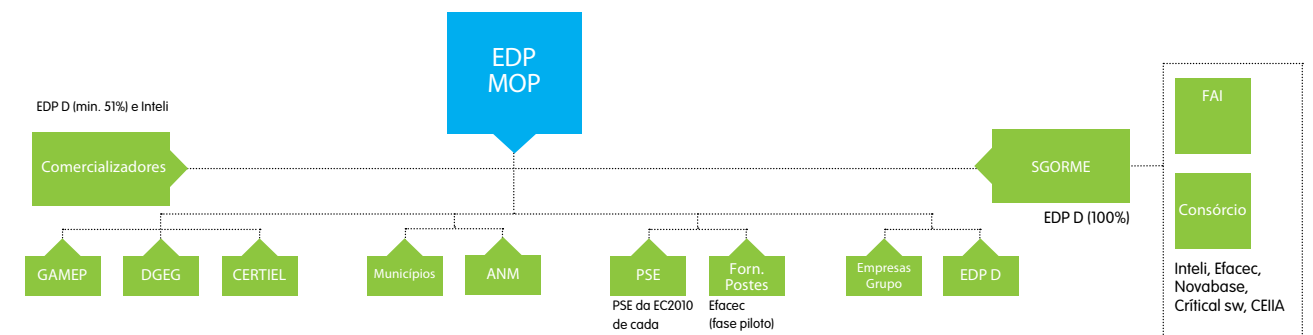 EDP
MOP
EDP D (min. 51%) e Inteli
Comercializadores
SGORME
EDP D (100%)
FAI
Consórcio
Inteli, Efacec,
Novabase,
Crítical sw, CEIIA
GAMEP
DGEG
CERTIEL
Municípios
ANM
PSE
PSE da EC2010
de cada
Forn.
Postes
Efacec
(fase piloto)
Empresas
Grupo
EDP D